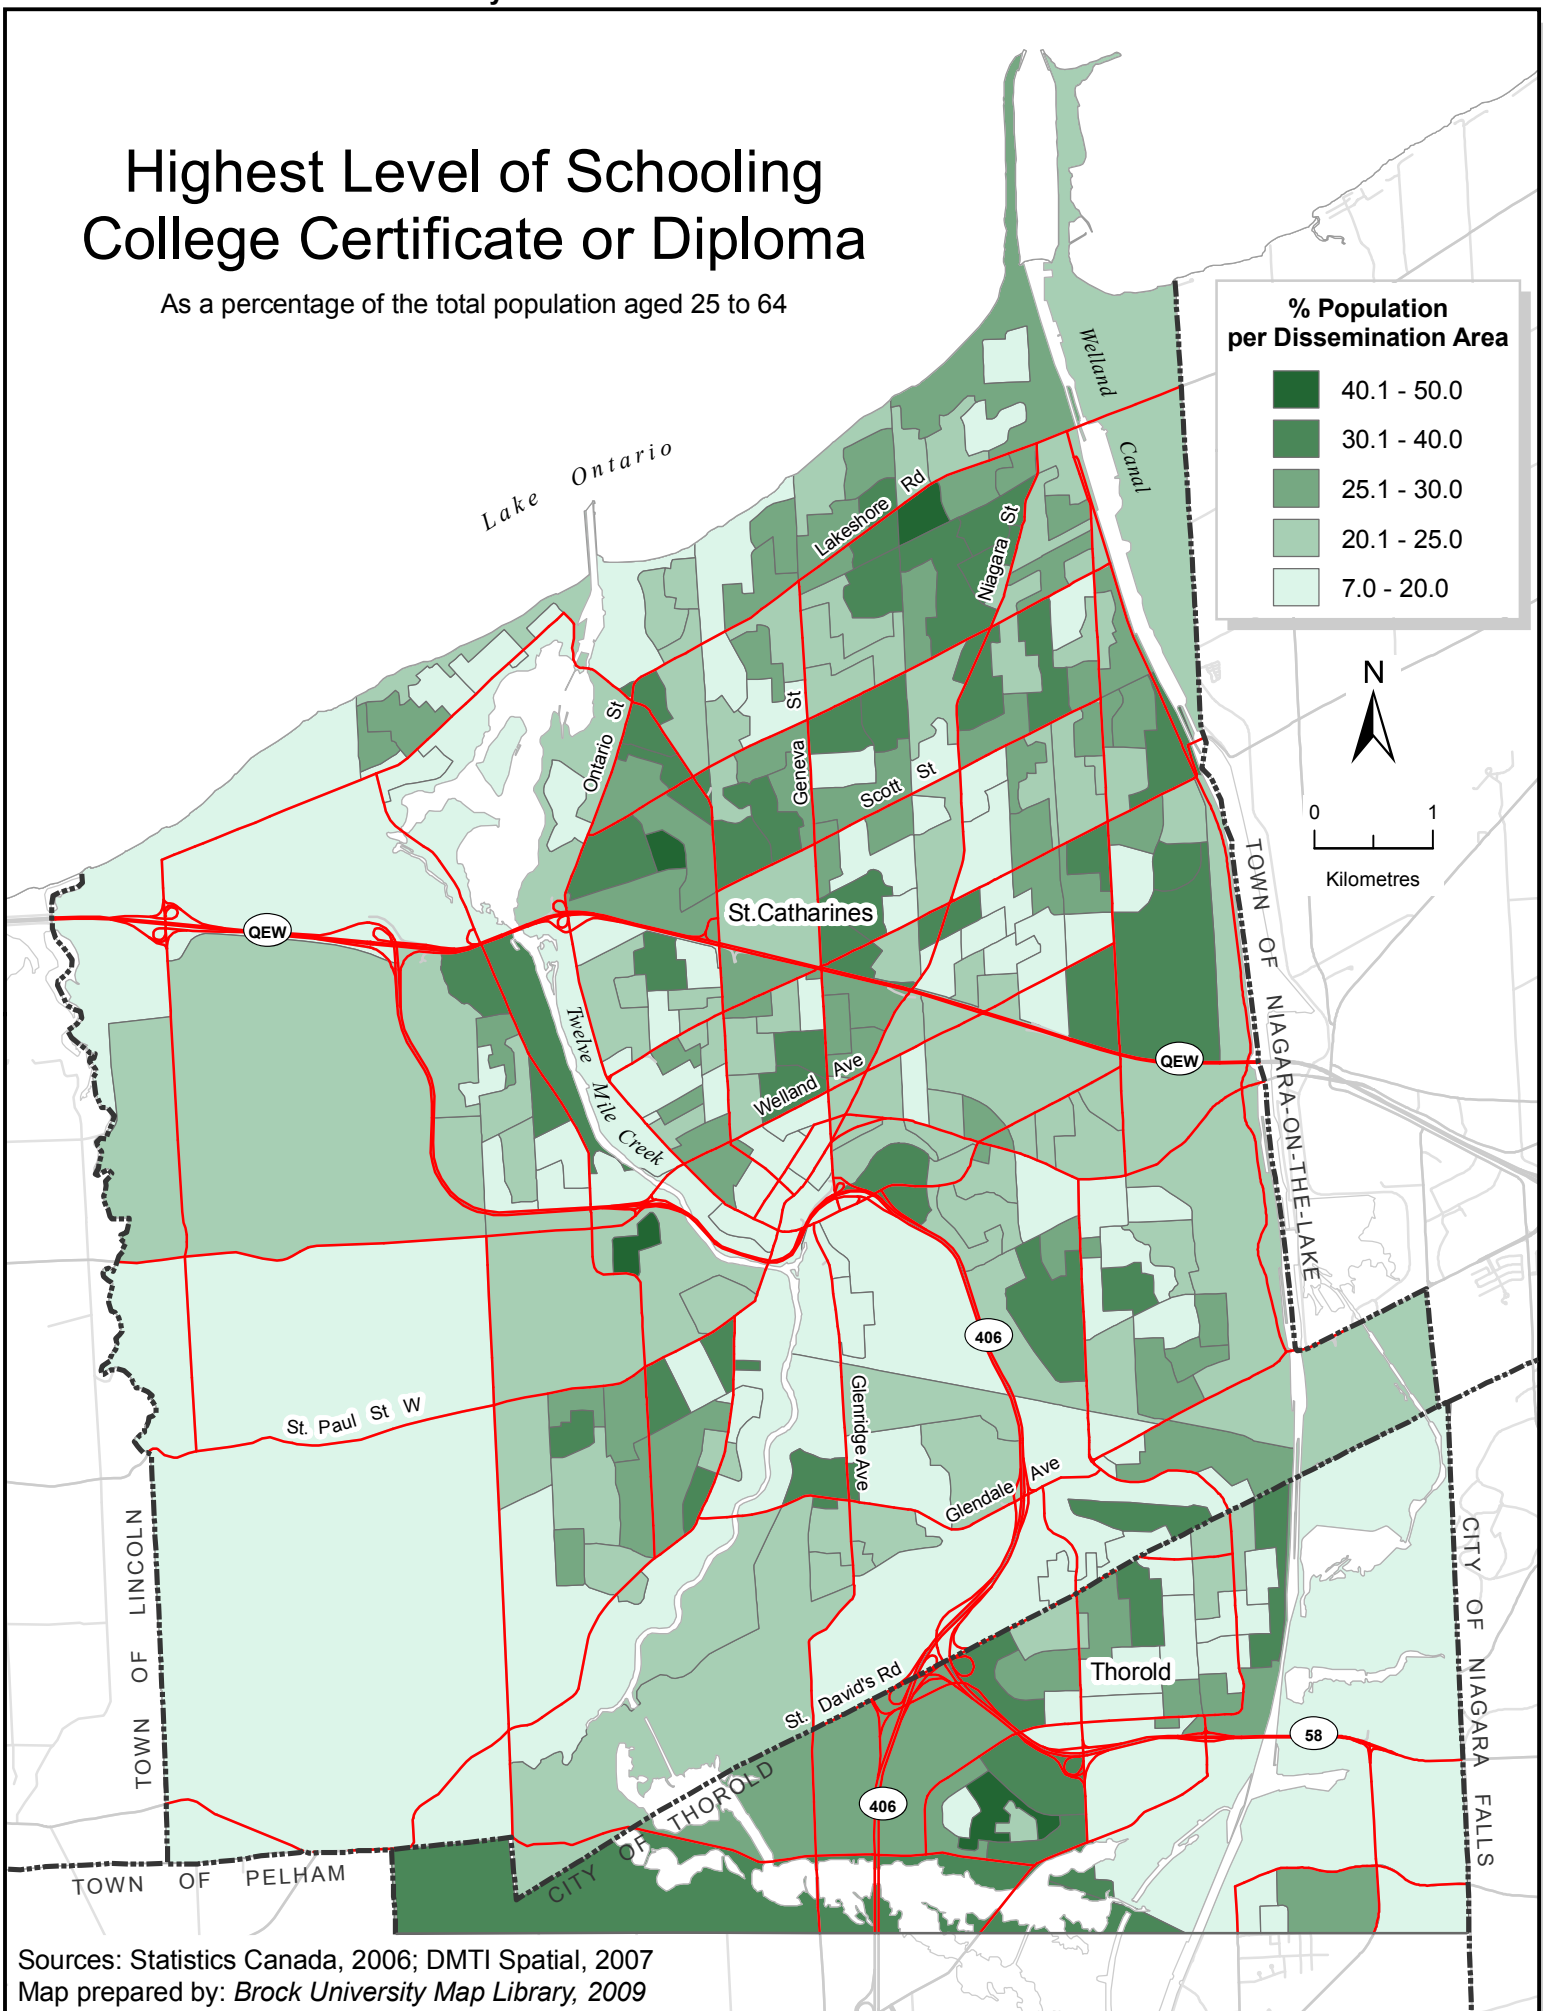 Highest Level of Schooling
College Certificate or Diploma
As a percentage of the total population aged 25 to 64
% Population
per Dissemination Area
40.1 - 50.0
30.1 - 40.0
25.1 - 30.0
20.1 - 25.0
7.0 - 20.0
N
0 1
Kilometres
Lake Ontario
Welland Canal
Lakeshore Rd
Niagara St
Ontario St
Geneva St
Scott St
St.Catharines
QEW
QEW
Twelve Mile Creek
Welland Ave
TOWN OF NIAGARA-ON-THE-LAKE
406
St. Paul St W
Glenridge Ave
Glendale Ave
TOWN OF LINCOLN
Thorold
St. David's Rd
58
406
CITY OF THOROLD
CITY OF NIAGARA FALLS
TOWN OF PELHAM
Sources: Statistics Canada, 2006; DMTI Spatial, 2007
Map prepared by: Brock University Map Library, 2009